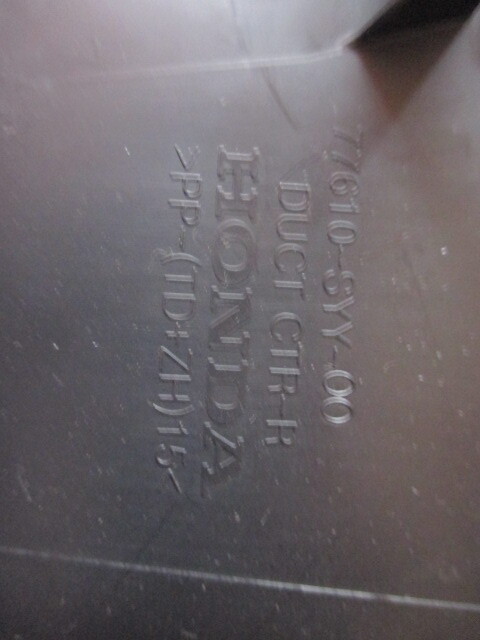 77610-SYY-00
DUCT CTR-R
HONDA
>PP-(TD+ZH)15<